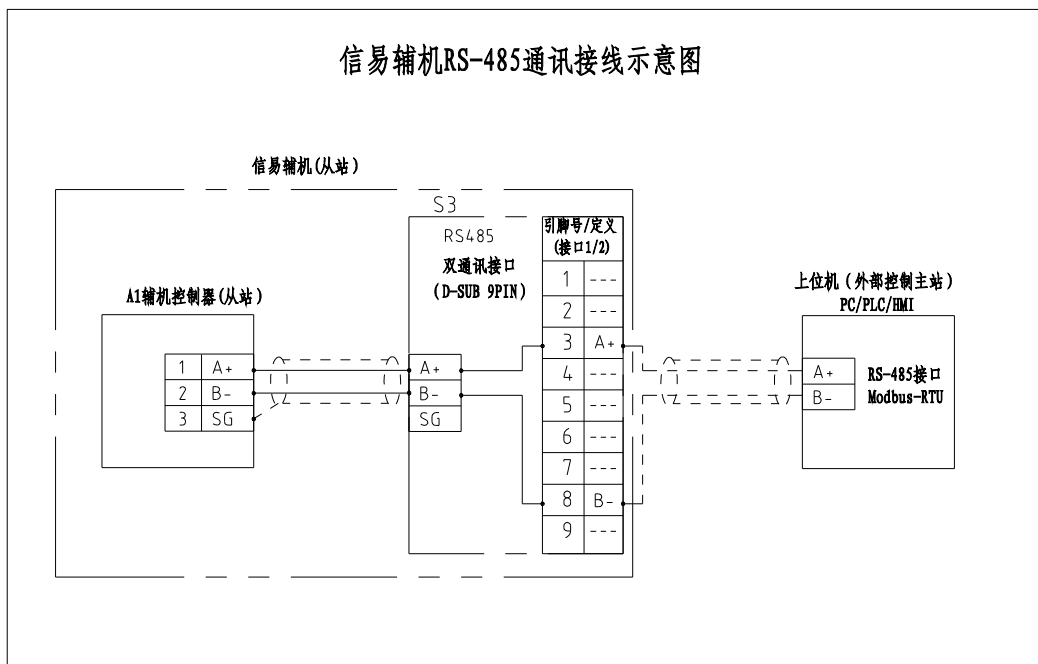 信易辅机RS-485通讯接线示意图
信易辅机(从站)
S3
RS485
双通讯接口
(D-SUB 9PIN)
引脚号/定义
(接口1/2)
1 ---
2 ---
3 A+
4 ---
5 ---
6 ---
7 ---
8 B-
9 ---
A1辅机控制器(从站)
1 A+
2 B-
3 SG
A+
B-
SG
上位机(外部控制主站)
PC/PLC/HMI
A+
B-
RS-485接口
Modbus-RTU